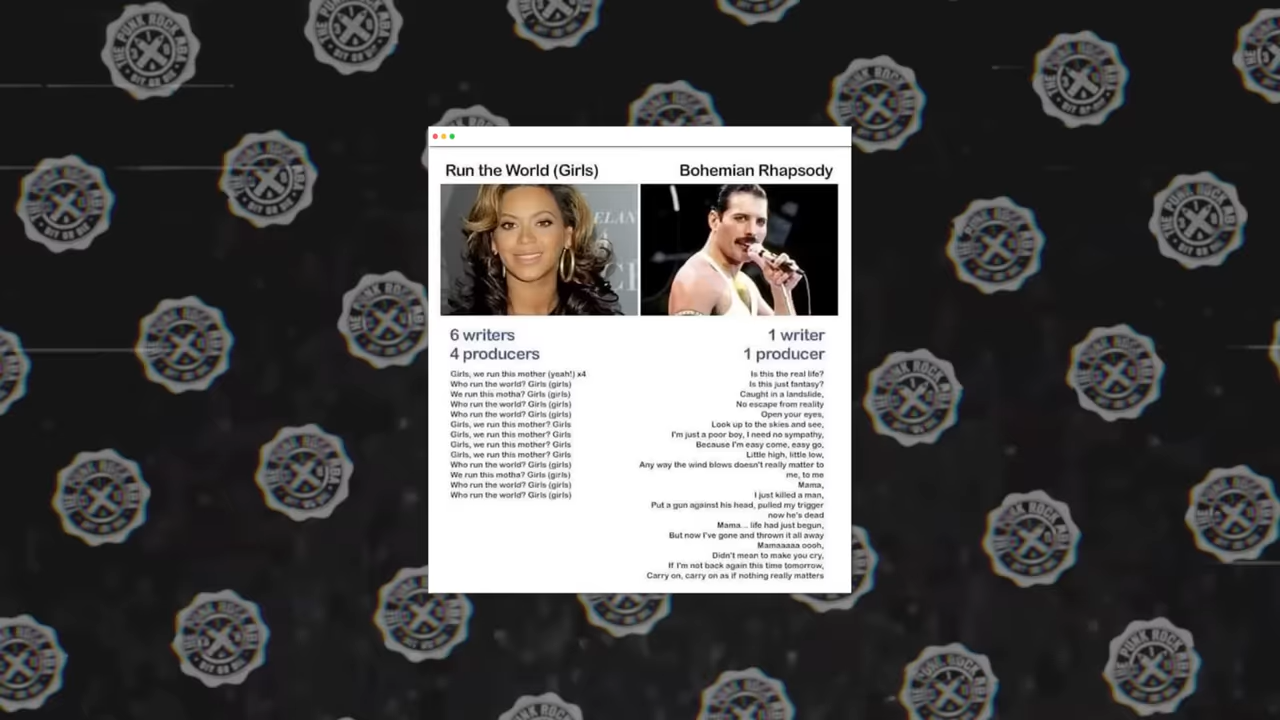 Run the World (Girls)
Bohemian Rhapsody
6 writers
4 producers
Girls, we run this mother (yeah!) x4
Who run the world? Girls (girls)
We run this motha? Girls (girls)
Who run the world? Girls (girls)
Who run the world? Girls (girls)
Girls, we run this mother? Girls
Girls, we run this mother? Girls
Girls, we run this mother? Girls
Girls, we run this mother? Girls
Who run the world? Girls (girls)
We run this motha? Girls (girls)
Who run the world? Girls (girls)
Who run the world? Girls (girls)
1 writer
1 producer
Is this the real life?
Is this just fantasy?
Caught in a landslide,
No escape from reality
Open your eyes,
Look up to the skies and see,
I'm just a poor boy, I need no sympathy,
Because I'm easy come, easy go,
Little high, little low,
Any way the wind blows doesn't really matter to
me, to me
Mama,
I just killed a man,
Put a gun against his head, pulled my trigger
now he's dead
Mama... life had just begun,
But now I've gone and thrown it all away
Mamaaaaa oooh,
Didn't mean to make you cry,
If I'm not back again this time tomorrow,
Carry on, carry on as if nothing really matters
THE PUNK ROCK MBA